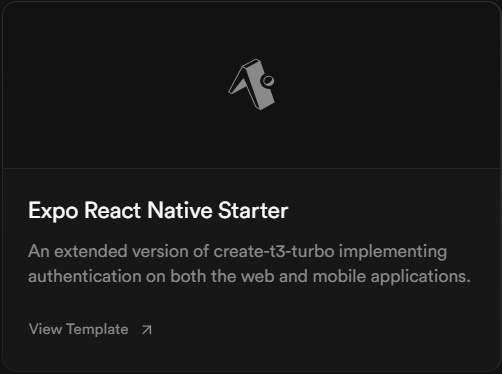 Expo React Native Starter
An extended version of create-t3-turbo implementing
authentication on both the web and mobile applications.
View Template